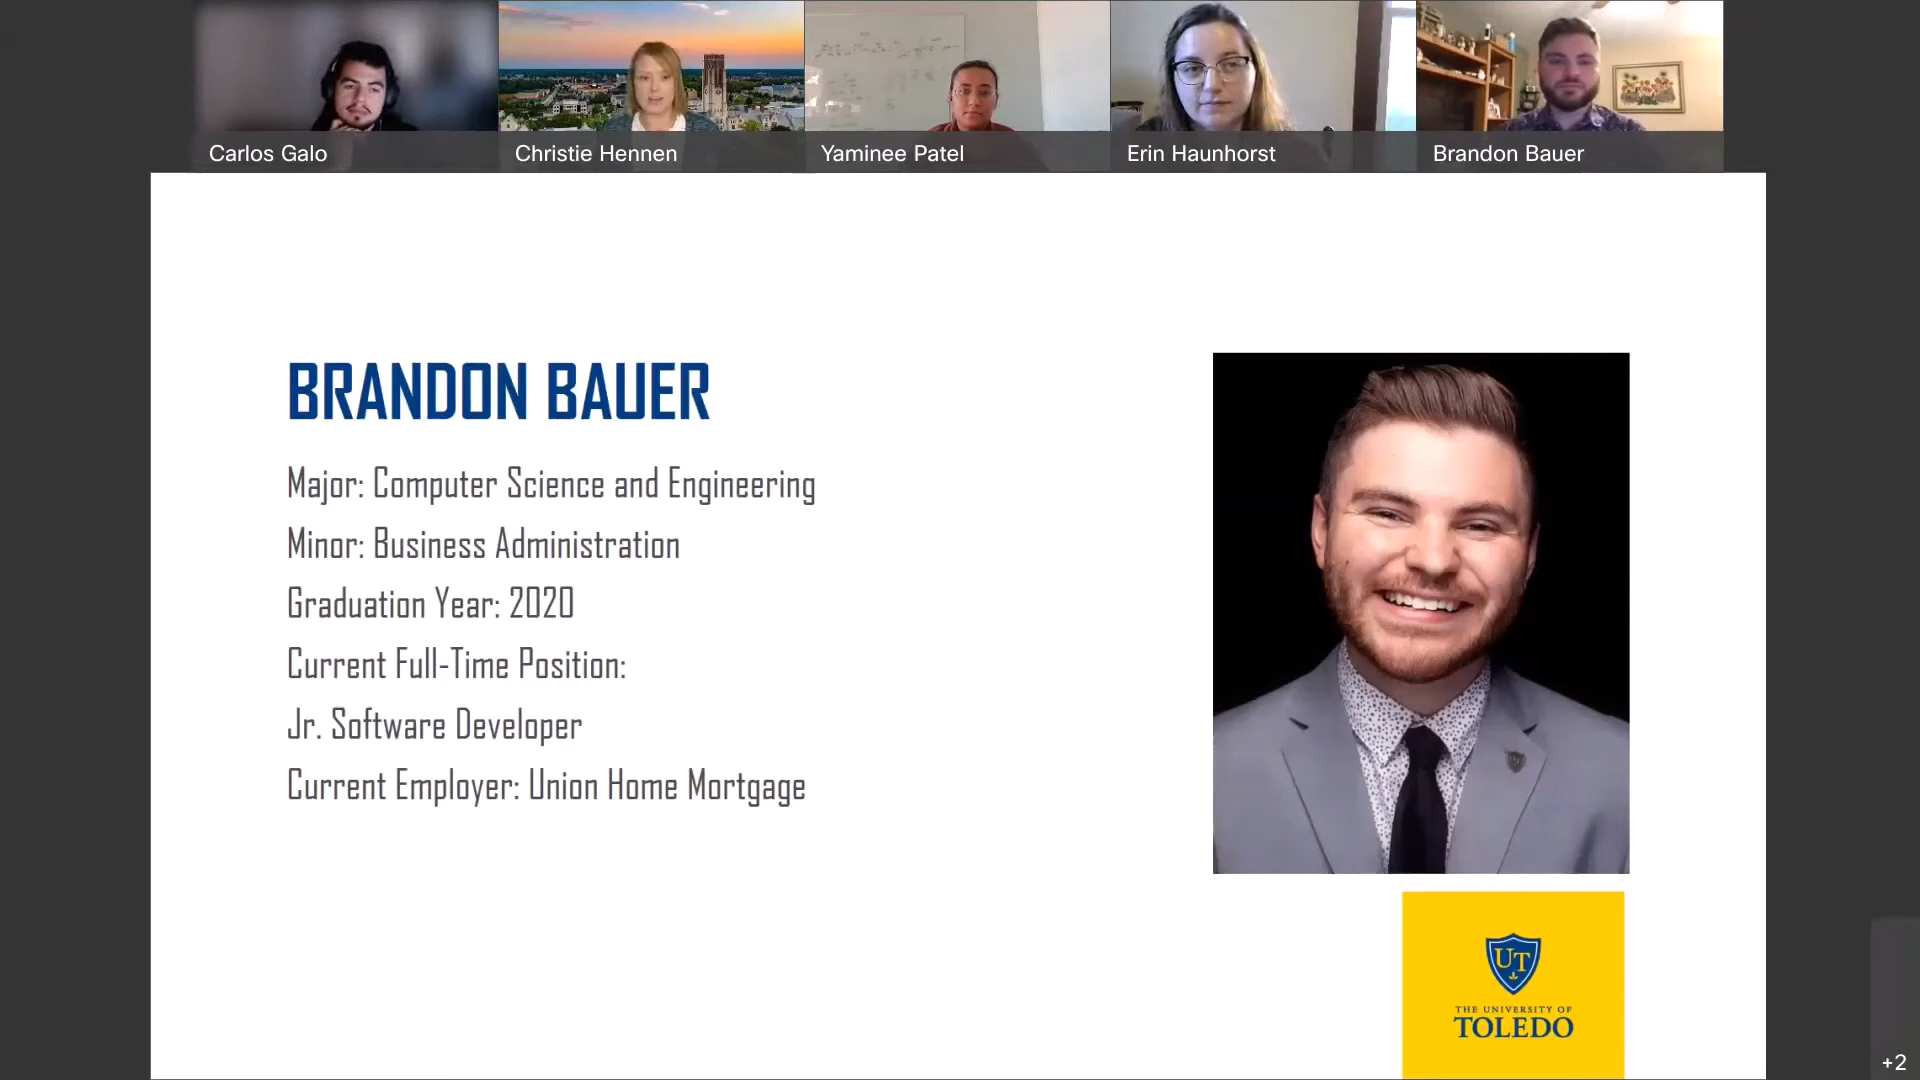 Carlos Galo
Christie Hennen
Yaminee Patel
Erin Haunhorst
Brandon Bauer
BRANDON BAUER
Major: Computer Science and Engineering
Minor: Business Administration
Graduation Year: 2020
Current Full-Time Position:
Jr. Software Developer
Current Employer: Union Home Mortgage
UT
THE UNIVERSITY OF
TOLEDO
+2